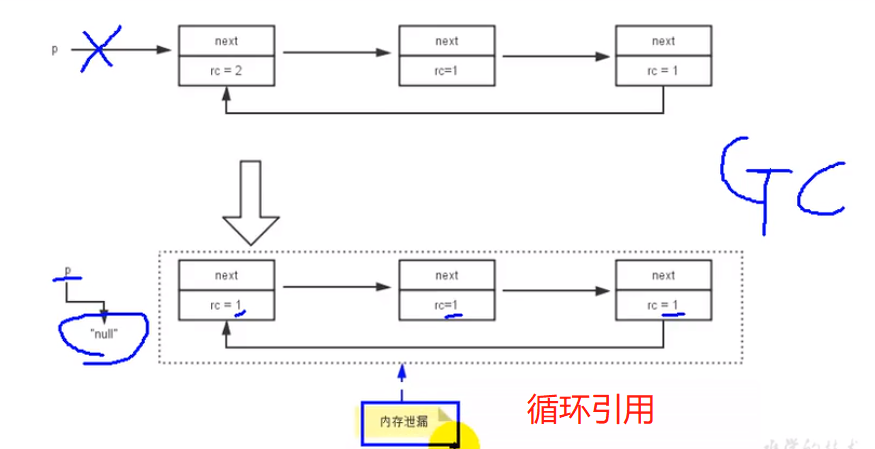 p
next
next
next
rc = 2
rc=1
rc = 1
GC
p
next
next
next
rc = 1
rc=1
rc = 1
"null"
内存泄漏
循环引用